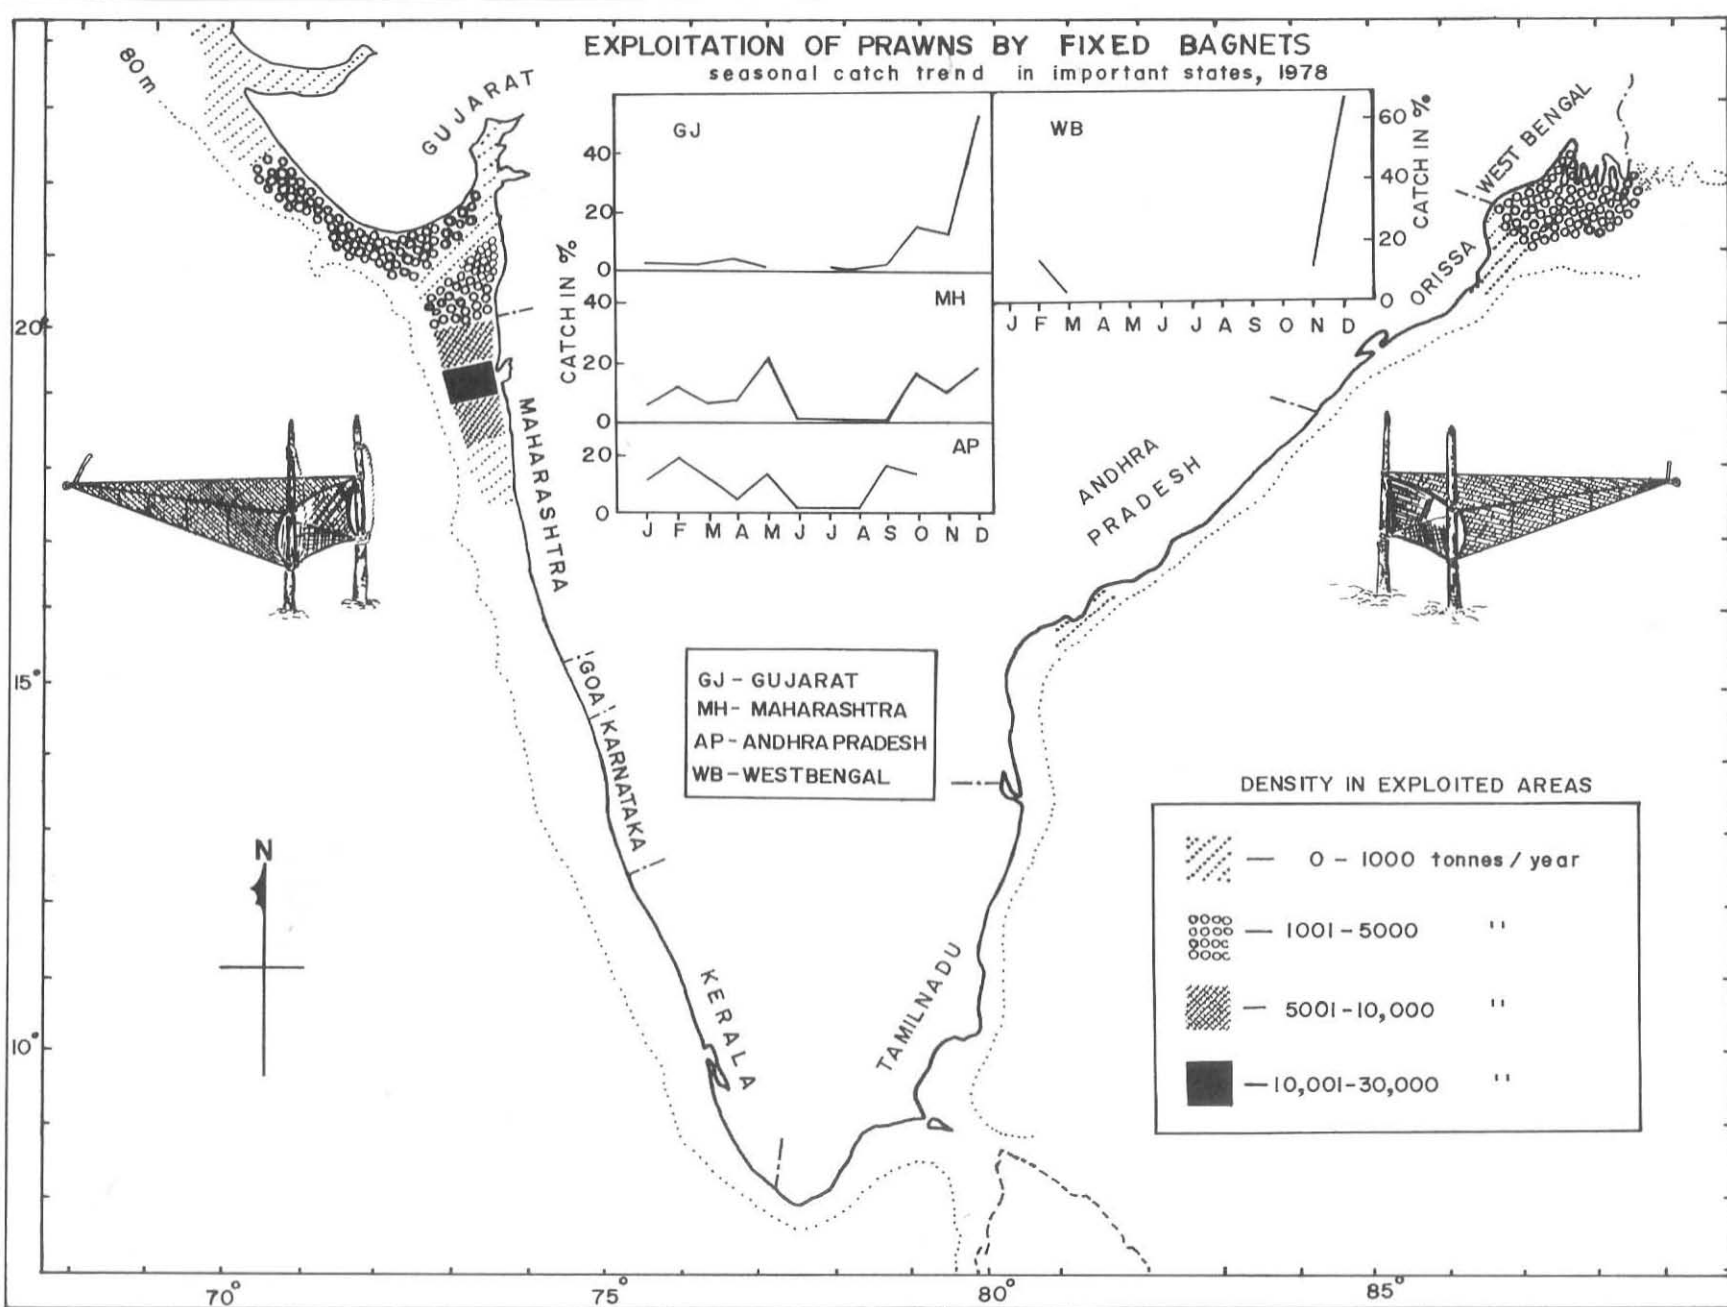 EXPLOITATION OF PRAWNS BY FIXED BAGNETS
seasonal catch trend in important states, 1978
80m
GUJARAT
GJ
40
20
0
CATCH IN %
MH
40
20
0
AP
20
0
J F M A M J J A S O N D
WB
60
40
20
0
CATCH IN %
J F M A M J J A S O N D
WEST BENGAL
ORISSA
ANDHRA
PRADESH
MAHARASHTRA
GOA
KARNATAKA
KERALA
TAMILNADU
GJ - GUJARAT
MH - MAHARASHTRA
AP - ANDHRA PRADESH
WB - WESTBENGAL
N
DENSITY IN EXPLOITED AREAS
— 0 - 1000 tonnes / year
— 1001 - 5000 "
— 5001 - 10,000 "
— 10,001 - 30,000 "
20°
15°
10°
70° 75° 80° 85°